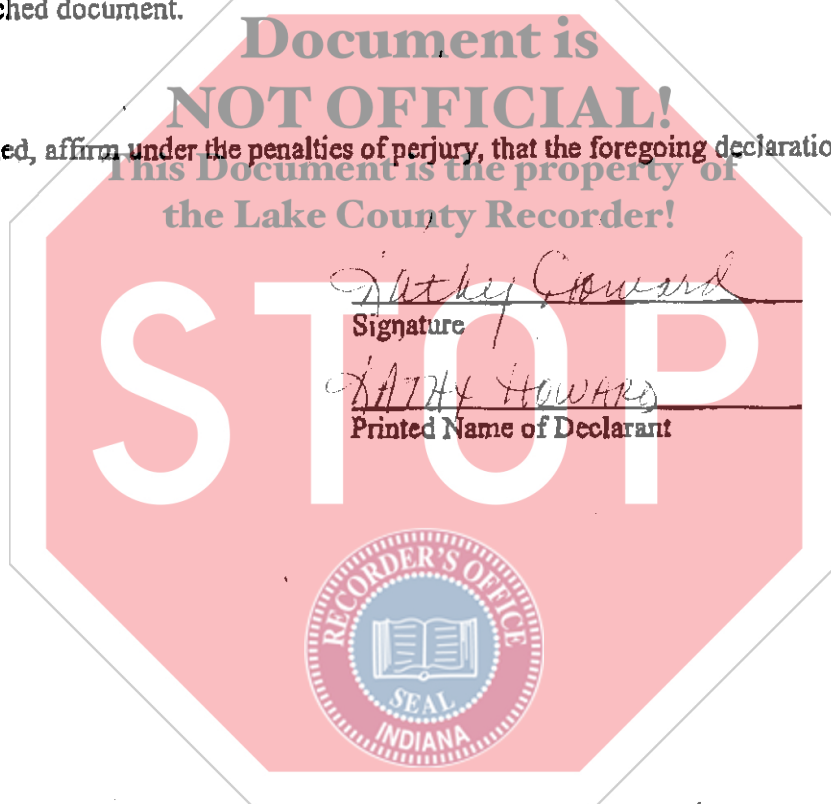 ched document.
Document is
NOT OFFICIAL!
ed, affirm under the penalties of perjury, that the foregoing declaratio
This Document is the property of
the Lake County Recorder!
Kathy Howard
Signature
KATHY HOWARD
Printed Name of Declarant
STOP
RECORDER'S OFFICE
SEAL
INDIANA